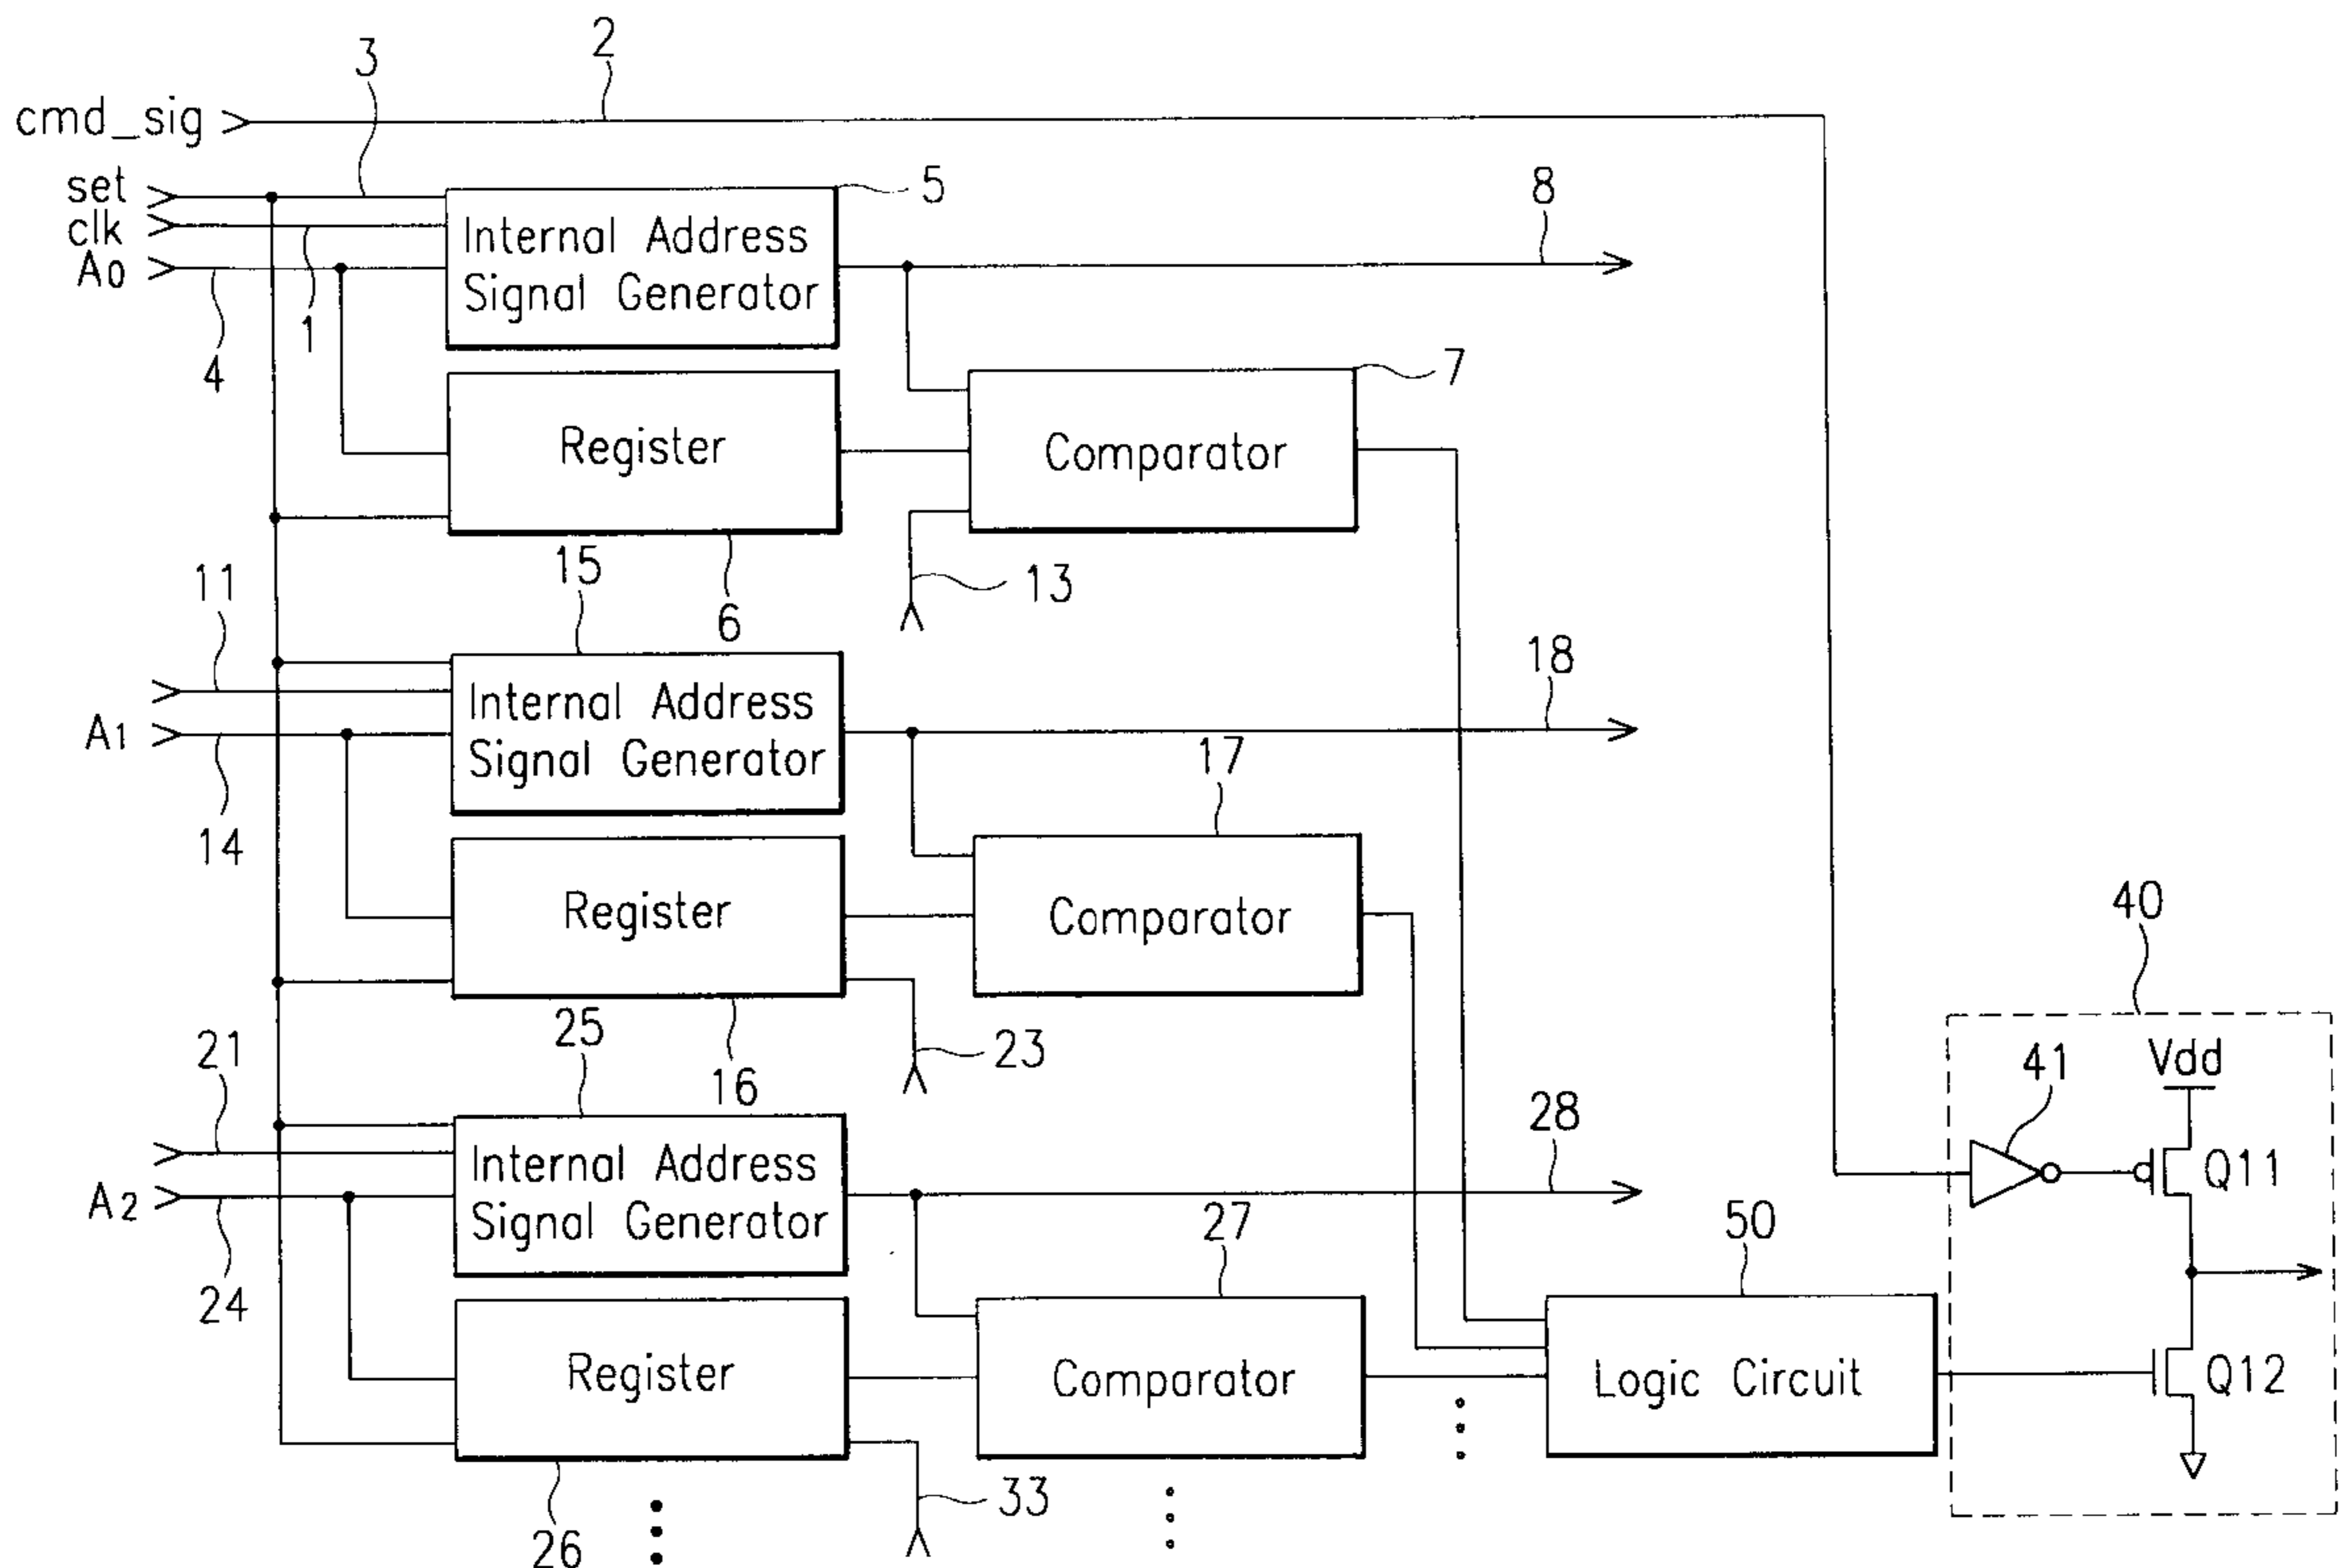 2
3
cmd_sig
set
clk
A0
1
4
5
Internal Address
Signal Generator
8
7
Register
Comparator
6
13
11
15
A1
14
Internal Address
Signal Generator
18
17
Register
Comparator
16
23
21
25
A2
24
Internal Address
Signal Generator
28
27
Register
Comparator
26
33
50
Logic Circuit
40
41
Vdd
Q11
Q12